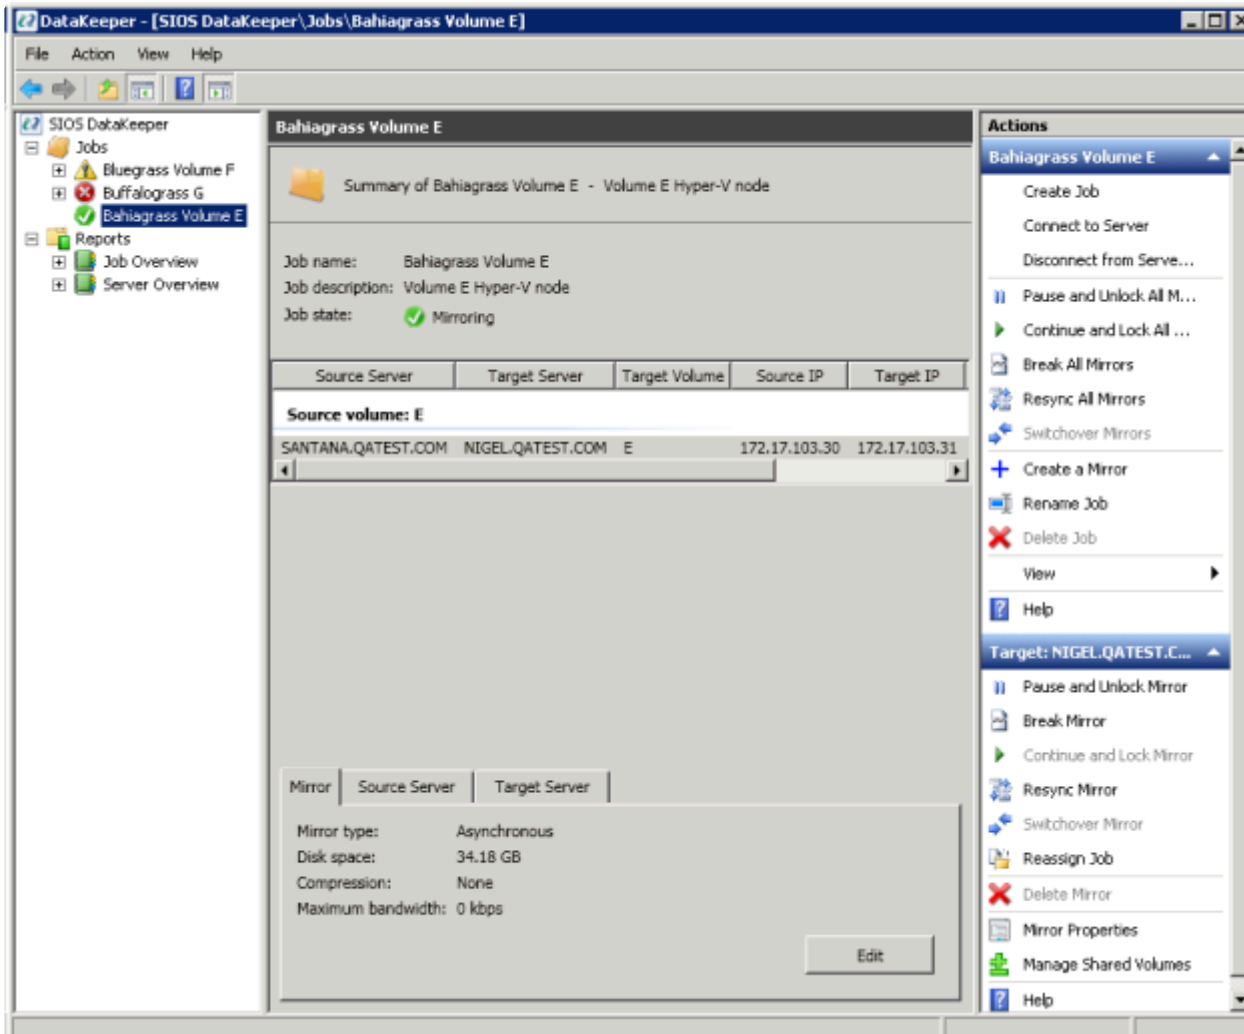 DataKeeper - [SIOS DataKeeper\Jobs\Bahiagrass Volume E]
File Action View Help
SIOS DataKeeper
Jobs
Bluegrass Volume F
Buffalograss G
Bahiagrass Volume E
Reports
Job Overview
Server Overview
Bahiagrass Volume E
Summary of Bahiagrass Volume E - Volume E Hyper-V node
Job name: Bahiagrass Volume E
Job description: Volume E Hyper-V node
Job state: Mirroring
Source Server Target Server Target Volume Source IP Target IP
Source volume: E
SANTANA.QATEST.COM NIGEL.QATEST.COM E 172.17.103.30 172.17.103.31
Mirror Source Server Target Server
Mirror type: Asynchronous
Disk space: 34.18 GB
Compression: None
Maximum bandwidth: 0 kbps
Edit
Actions
Bahiagrass Volume E
Create Job
Connect to Server
Disconnect from Serve...
Pause and Unlock All M...
Continue and Lock All ...
Break All Mirrors
Resync All Mirrors
Switchover Mirrors
Create a Mirror
Rename Job
Delete Job
View
Help
Target: NIGEL.QATEST.C...
Pause and Unlock Mirror
Break Mirror
Continue and Lock Mirror
Resync Mirror
Switchover Mirror
Reassign Job
Delete Mirror
Mirror Properties
Manage Shared Volumes
Help